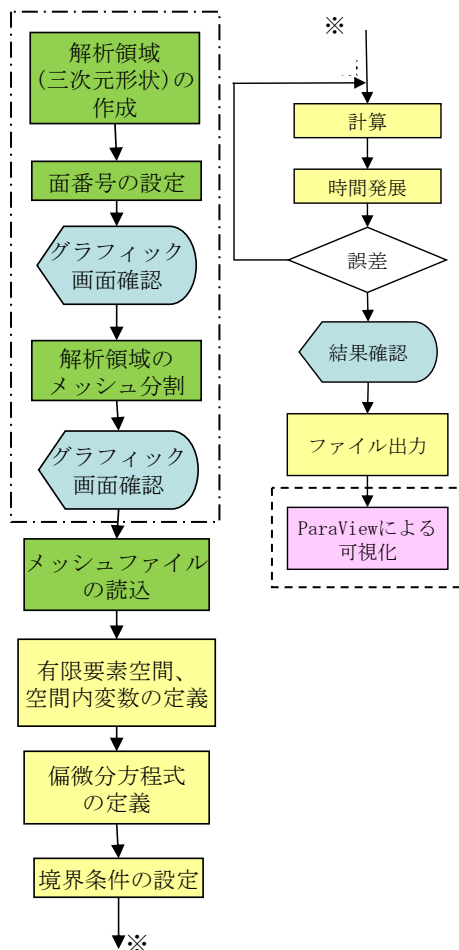 解析領域
(三次元形状)の
作成
面番号の設定
グラフィック
画面確認
解析領域の
メッシュ分割
グラフィック
画面確認
メッシュファイル
の読込
有限要素空間、
空間内変数の定義
偏微分方程式
の定義
境界条件の設定
※
※
計算
時間発展
誤差
結果確認
ファイル出力
ParaViewによる
可視化